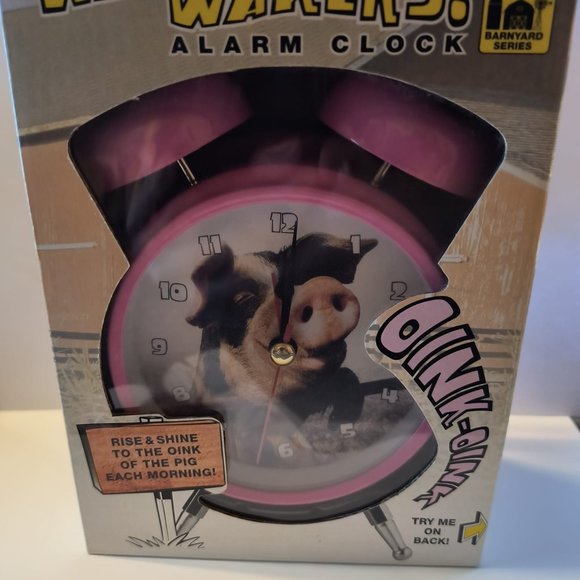 WAKERS!
ALARM CLOCK
BARNYARD
SERIES
12
11
1
10
2
9
8
4
5
6
OINK-OINK
RISE & SHINE
TO THE OINK
OF THE PIG
EACH MORNING!
TRY ME
ON
BACK!